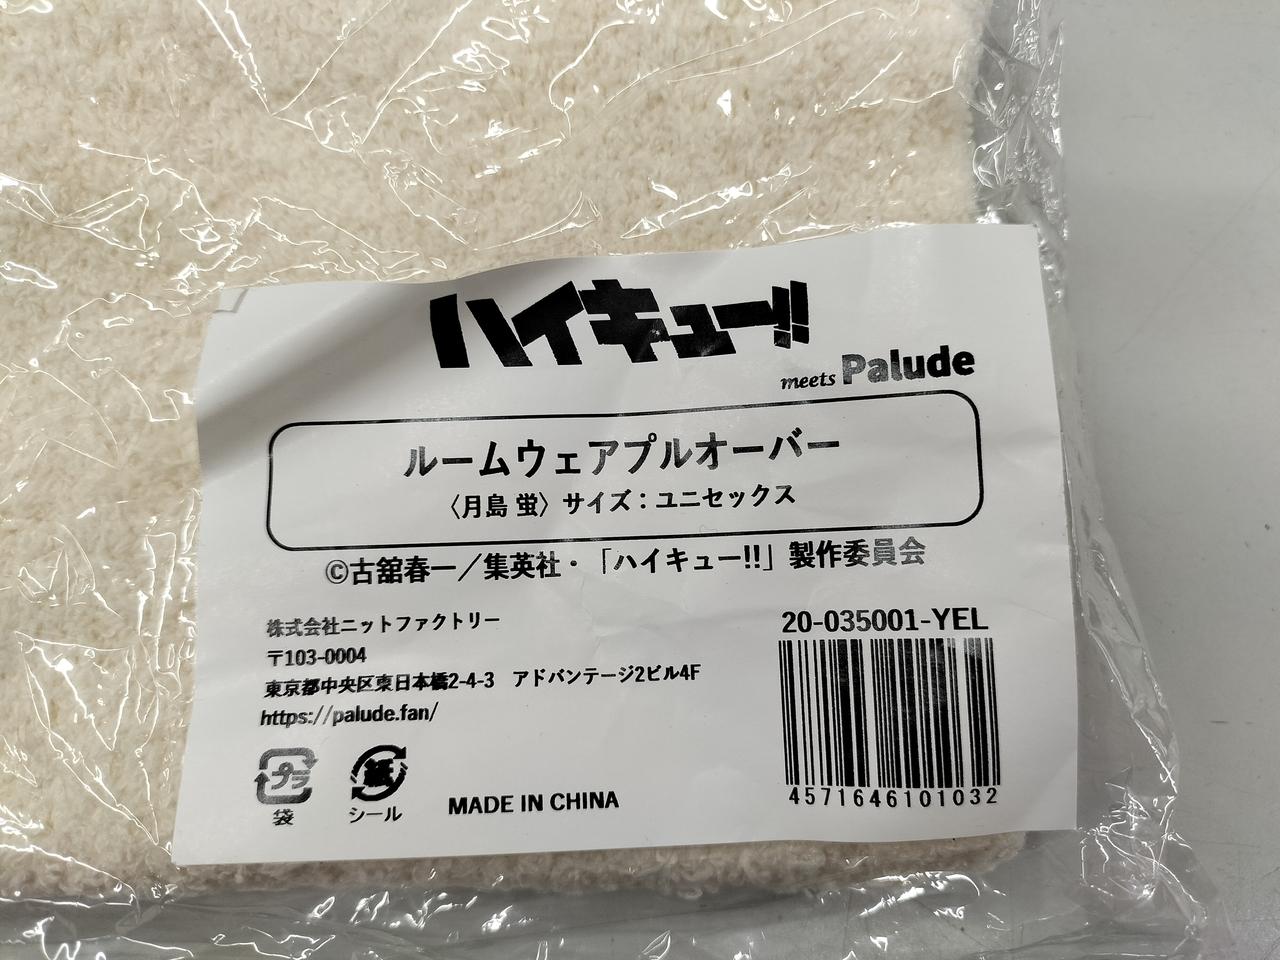 ハイキュー!!
meets Palude
ルームウェアプルオーバー
〈月島 蛍〉サイズ：ユニセックス
©古舘春一／集英社・「ハイキュー!!」製作委員会
株式会社ニットファクトリー
〒103-0004
東京都中央区東日本橋2-4-3　アドバンテージ2ビル4F
https://palude.fan/
20-035001-YEL
プラ
袋
紙
シール
MADE IN CHINA
4571646101032